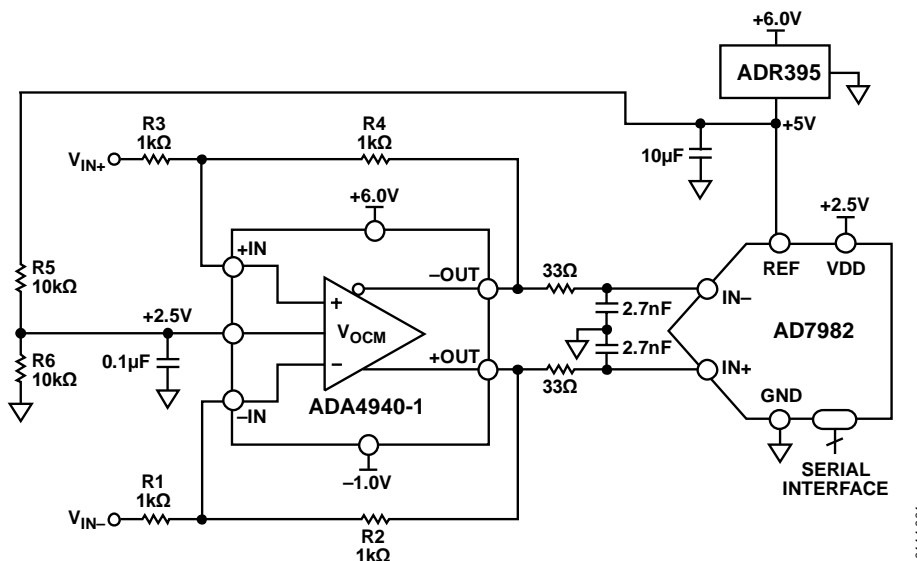 +6.0V
ADR395
+5V
10µF
R3
1kΩ
R4
1kΩ
VIN+
+6.0V
+2.5V
+IN
–OUT
33Ω
REF
VDD
R5
10kΩ
IN–
2.7nF
+2.5V
VOCM
AD7982
R6
10kΩ
0.1µF
2.7nF
+OUT
IN+
33Ω
–IN
ADA4940-1
GND
–1.0V
SERIAL
INTERFACE
R1
1kΩ
VIN–
R2
1kΩ